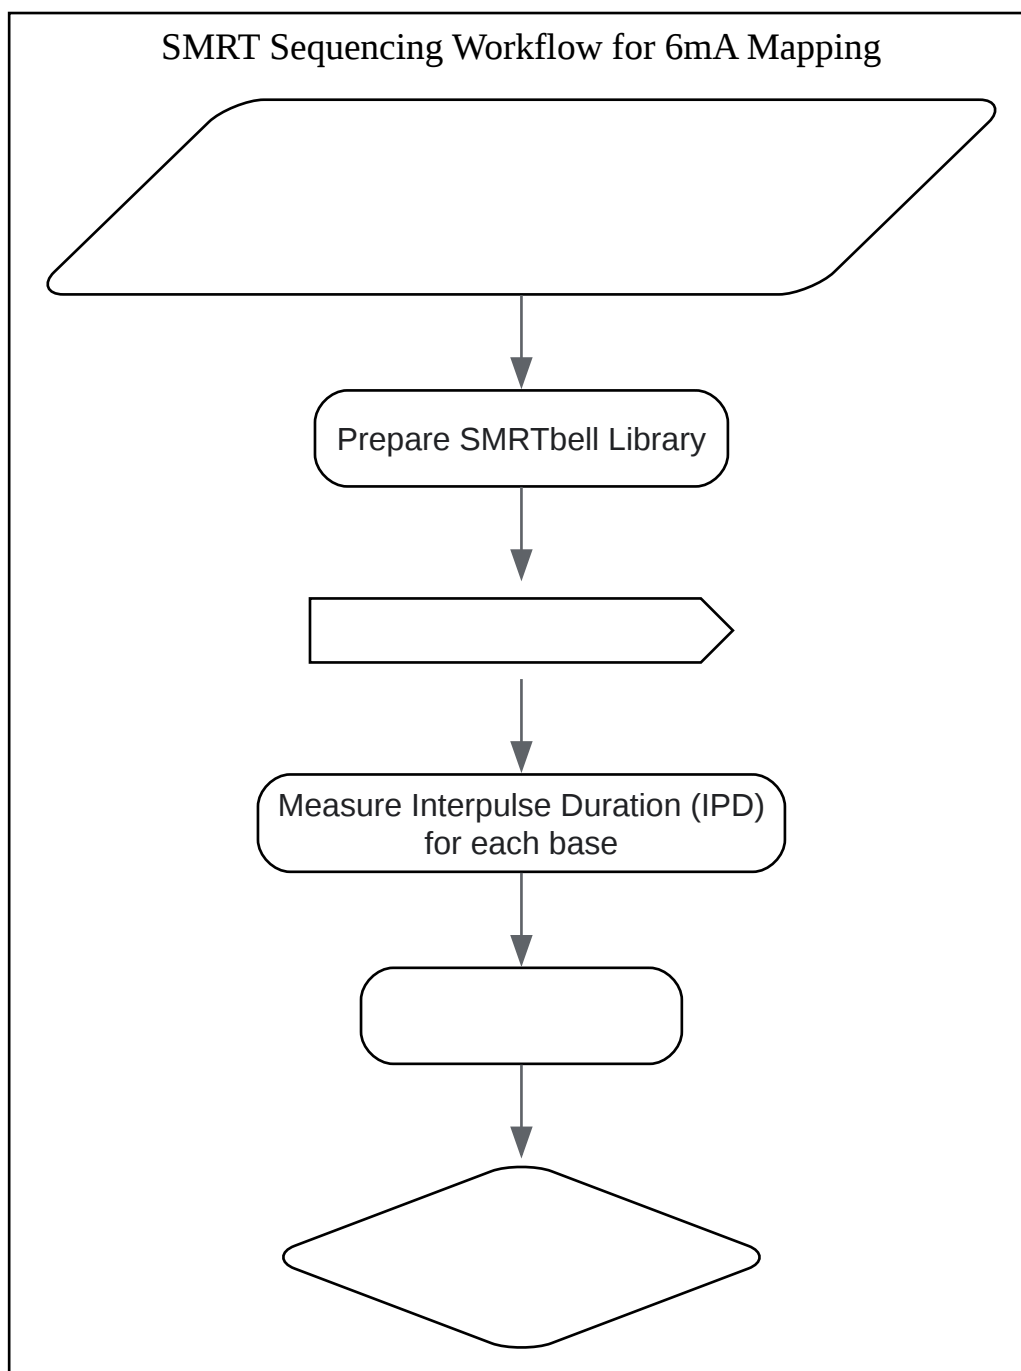 SMRT Sequencing Workflow for 6mA Mapping
Prepare SMRTbell Library
Measure Interpulse Duration (IPD)
for each base